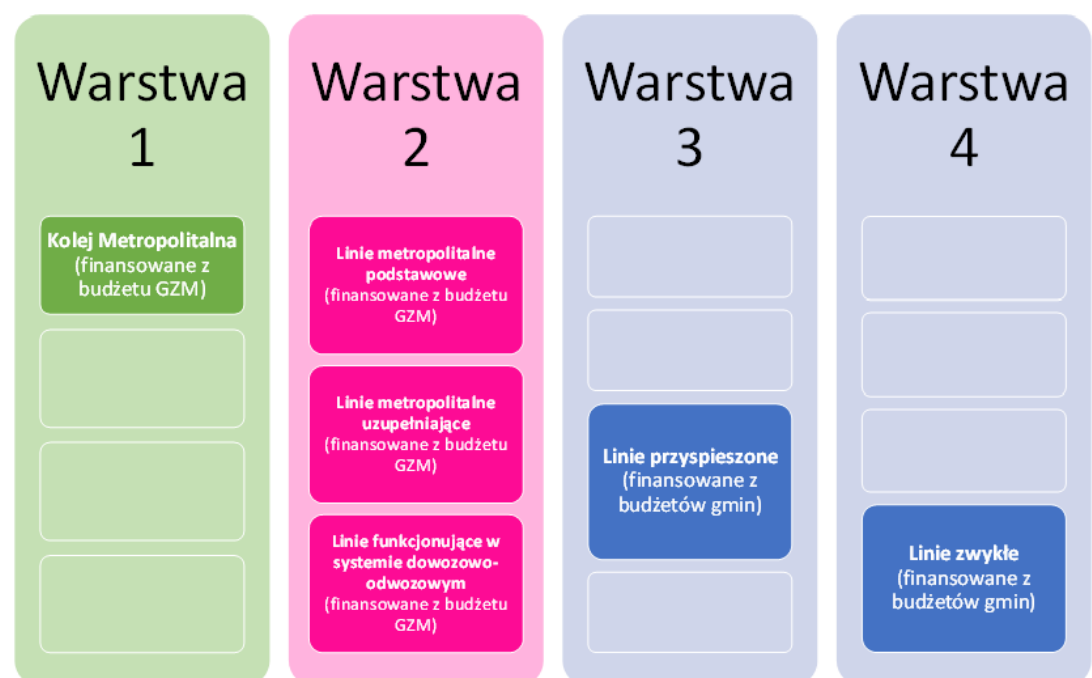 Warstwa
1
Kolej Metropolitalna
(finansowane z
budżetu GZM)
Warstwa
2
Linie metropolitalne
podstawowe
(finansowane z budżetu
GZM)
Linie metropolitalne
uzupełniające
(finansowane z budżetu
GZM)
Linie funkcjonujące w
systemie dowozowo-
odwozowym
(finansowane z budżetu
GZM)
Warstwa
3
Linie przyspieszone
(finansowane z
budżetów gmin)
Warstwa
4
Linie zwykłe
(finansowane z
budżetów gmin)